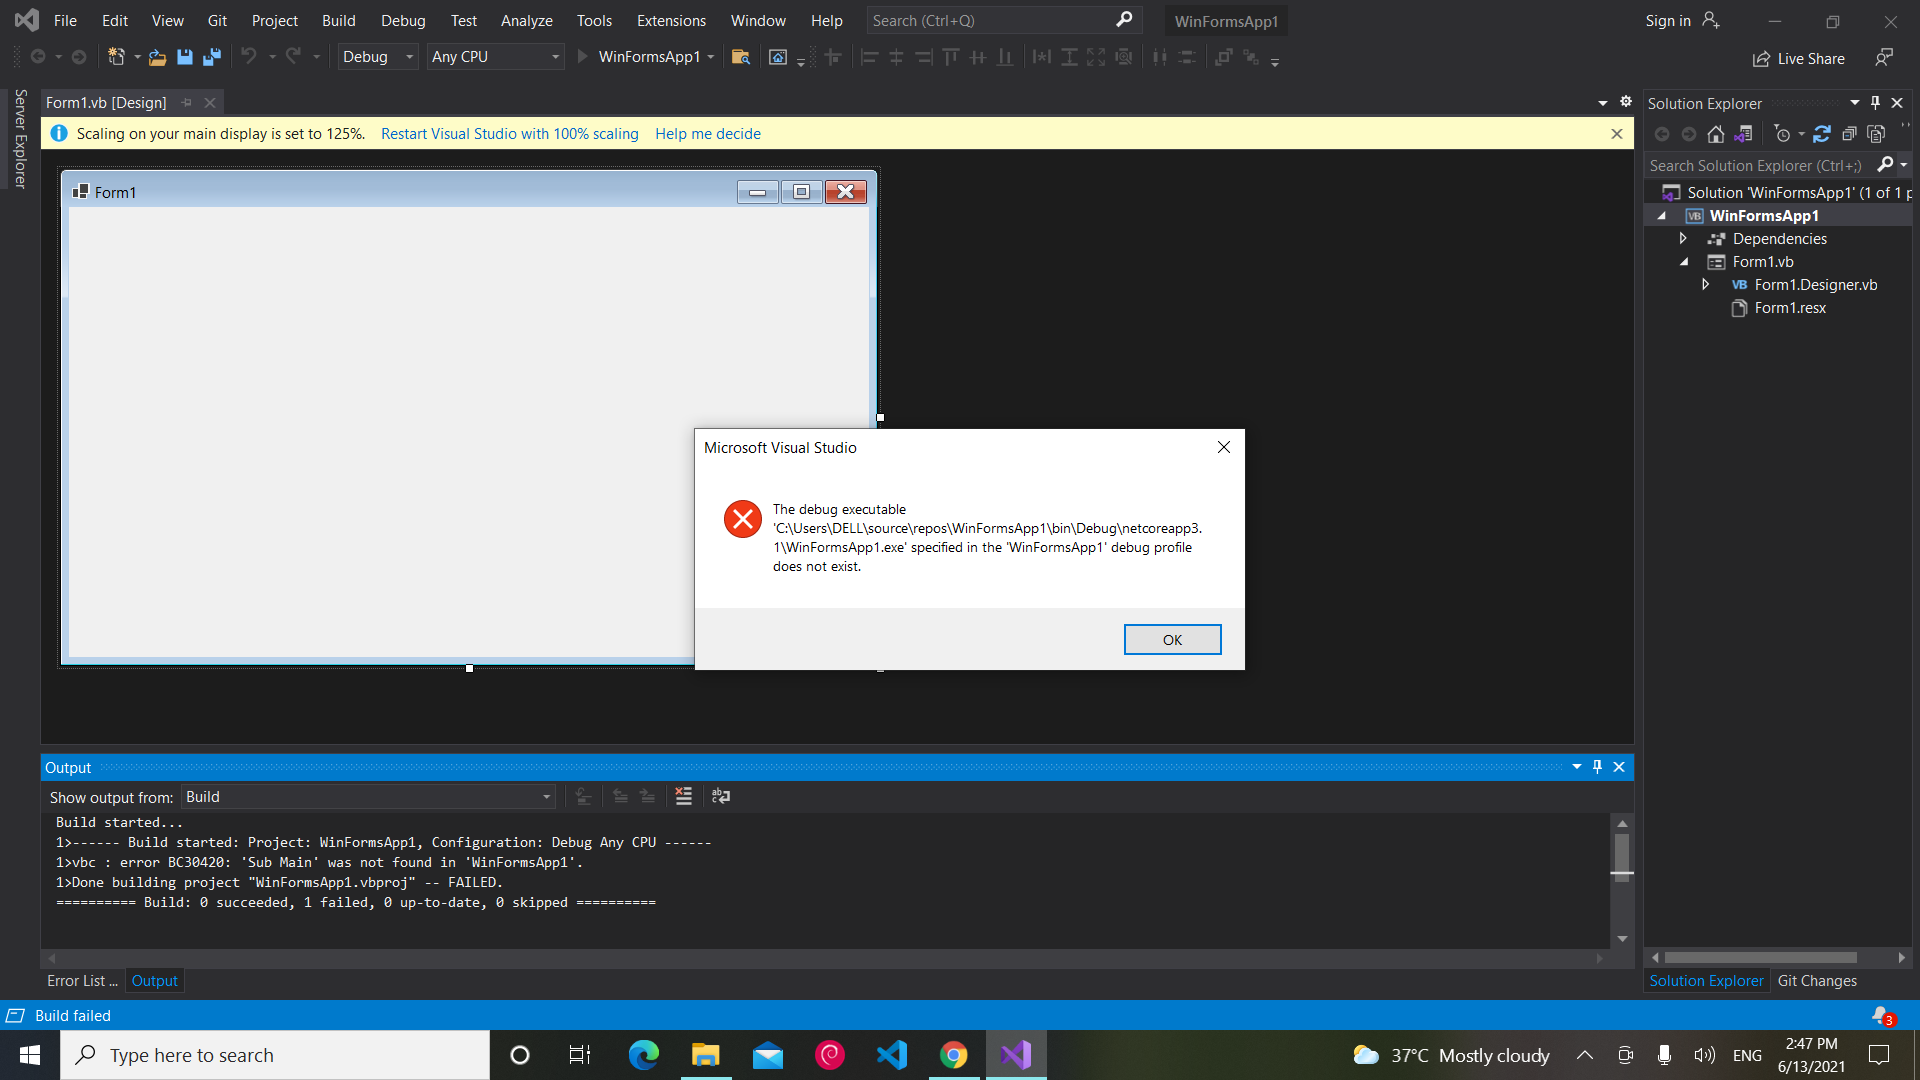 File Edit View Git Project Build Debug Test Analyze Tools Extensions Window Help Search (Ctrl+Q) WinFormsApp1 Sign in
Debug Any CPU WinFormsApp1 Live Share
Server Explorer
Form1.vb [Design]
Scaling on your main display is set to 125%. Restart Visual Studio with 100% scaling Help me decide
Form1
Solution Explorer
Search Solution Explorer (Ctrl+;)
Solution 'WinFormsApp1' (1 of 1 p
WinFormsApp1
Dependencies
Form1.vb
VB Form1.Designer.vb
Form1.resx
Microsoft Visual Studio
The debug executable
'C:\Users\DELL\source\repos\WinFormsApp1\bin\Debug\netcoreapp3.
1\WinFormsApp1.exe' specified in the 'WinFormsApp1' debug profile
does not exist.
OK
Output
Show output from: Build
Build started...
1>------ Build started: Project: WinFormsApp1, Configuration: Debug Any CPU ------
1>vbc : error BC30420: 'Sub Main' was not found in 'WinFormsApp1'.
1>Done building project "WinFormsApp1.vbproj" -- FAILED.
========== Build: 0 succeeded, 1 failed, 0 up-to-date, 0 skipped ==========
Error List ... Output
Solution Explorer Git Changes
Build failed
3
Type here to search
37°C Mostly cloudy
ENG
2:47 PM
6/13/2021